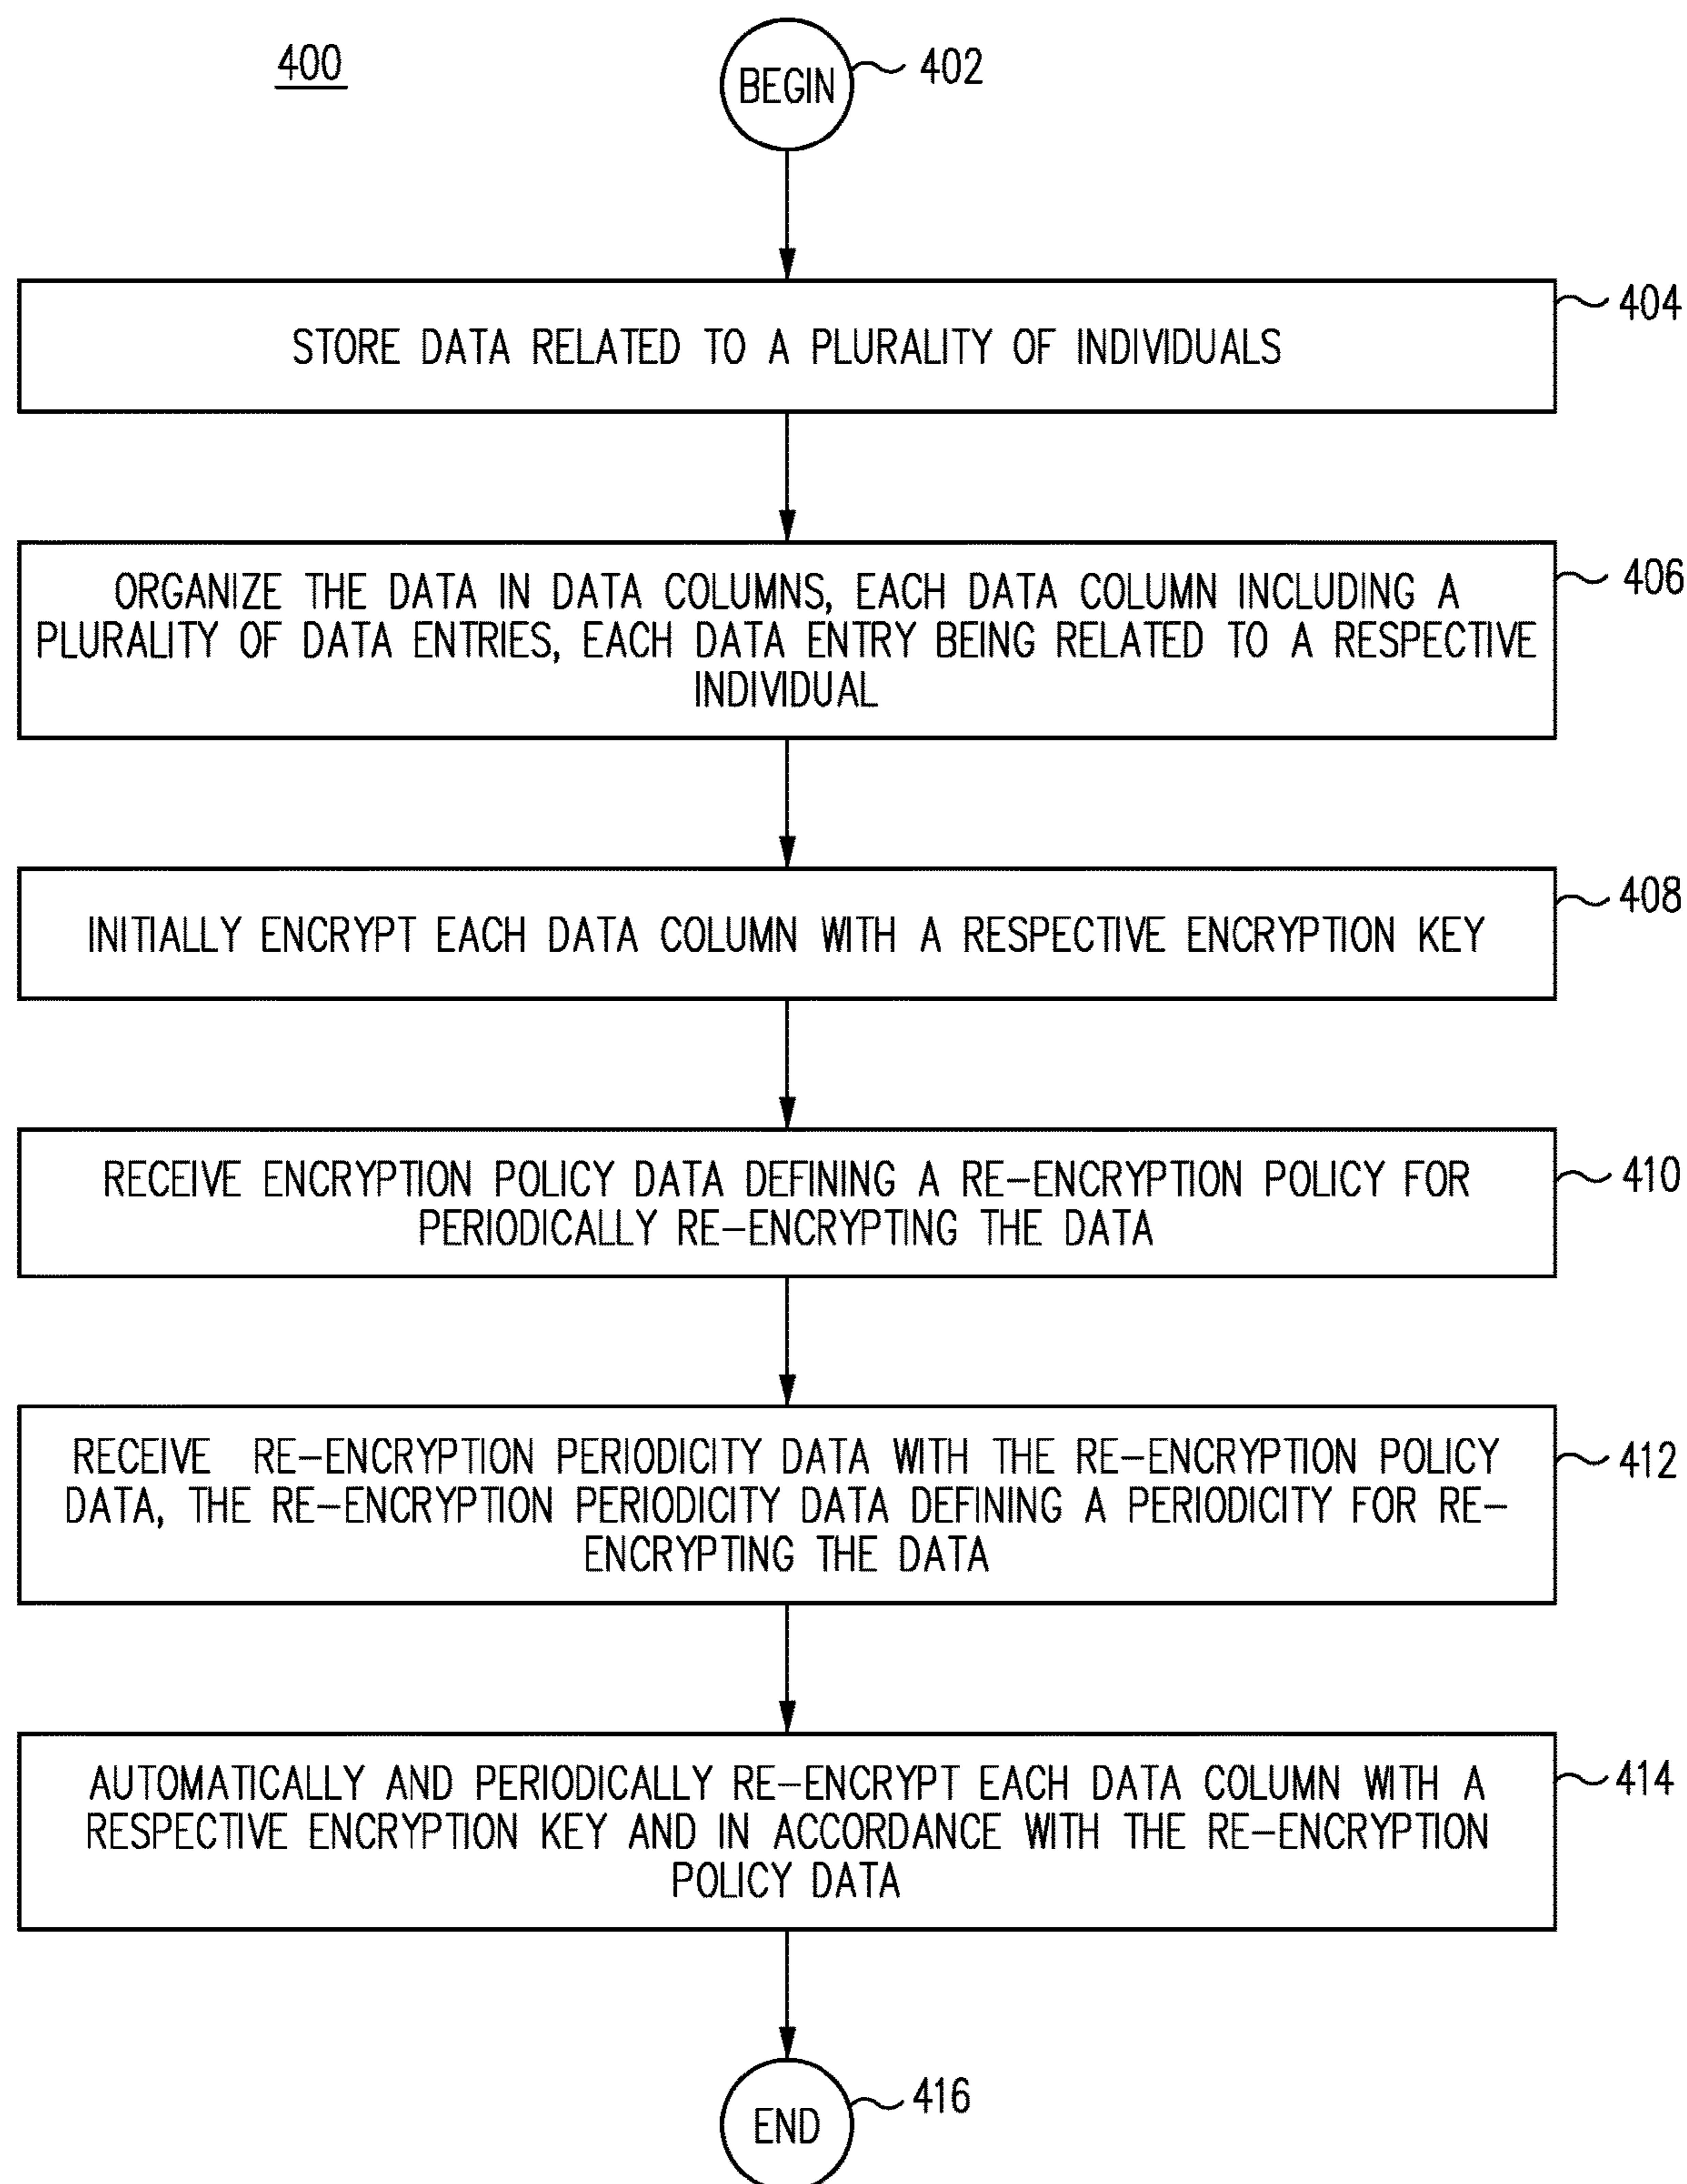 400
BEGIN
402
404
STORE DATA RELATED TO A PLURALITY OF INDIVIDUALS
406
ORGANIZE THE DATA IN DATA COLUMNS, EACH DATA COLUMN INCLUDING A
PLURALITY OF DATA ENTRIES, EACH DATA ENTRY BEING RELATED TO A RESPECTIVE
INDIVIDUAL
408
INITIALLY ENCRYPT EACH DATA COLUMN WITH A RESPECTIVE ENCRYPTION KEY
410
RECEIVE ENCRYPTION POLICY DATA DEFINING A RE-ENCRYPTION POLICY FOR
PERIODICALLY RE-ENCRYPTING THE DATA
412
RECEIVE RE-ENCRYPTION PERIODICITY DATA WITH THE RE-ENCRYPTION POLICY
DATA, THE RE-ENCRYPTION PERIODICITY DATA DEFINING A PERIODICITY FOR RE-
ENCRYPTING THE DATA
414
AUTOMATICALLY AND PERIODICALLY RE-ENCRYPT EACH DATA COLUMN WITH A
RESPECTIVE ENCRYPTION KEY AND IN ACCORDANCE WITH THE RE-ENCRYPTION
POLICY DATA
416
END